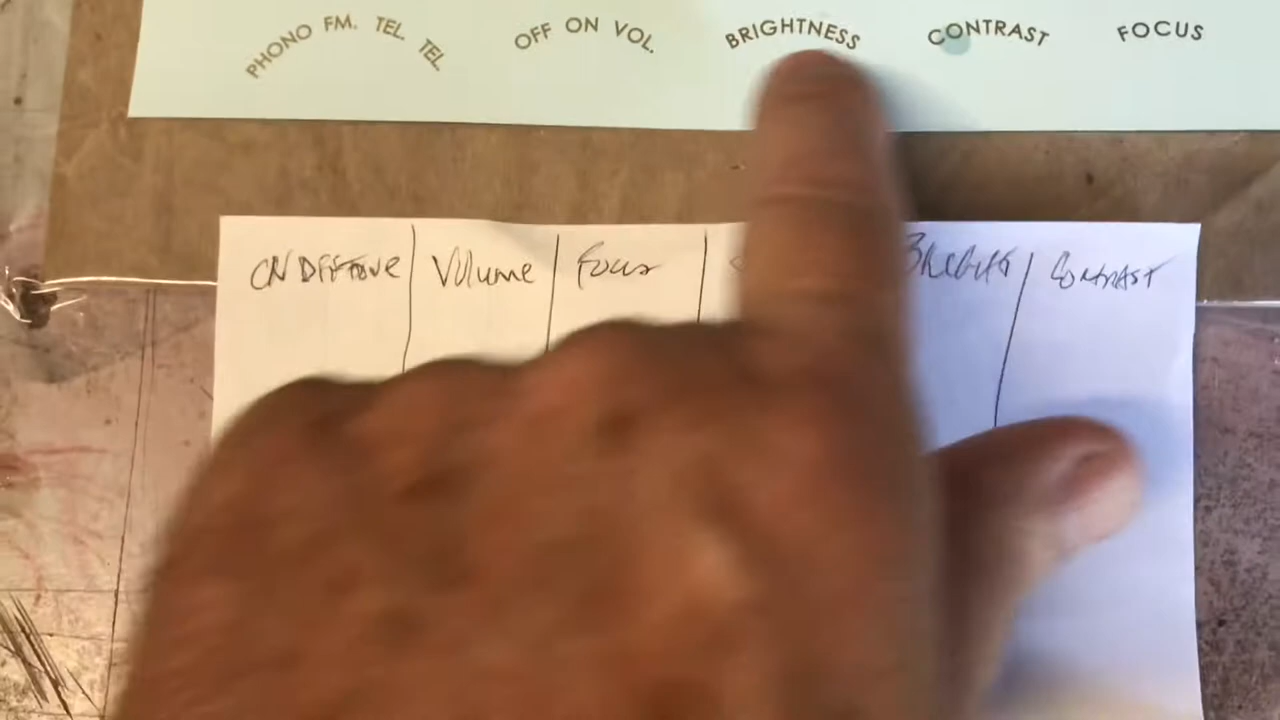 PHONO FM. TEL. TEL. OFF ON VOL. BRIGHTNESS CONTRAST FOCUS
Volume Focus Contrast